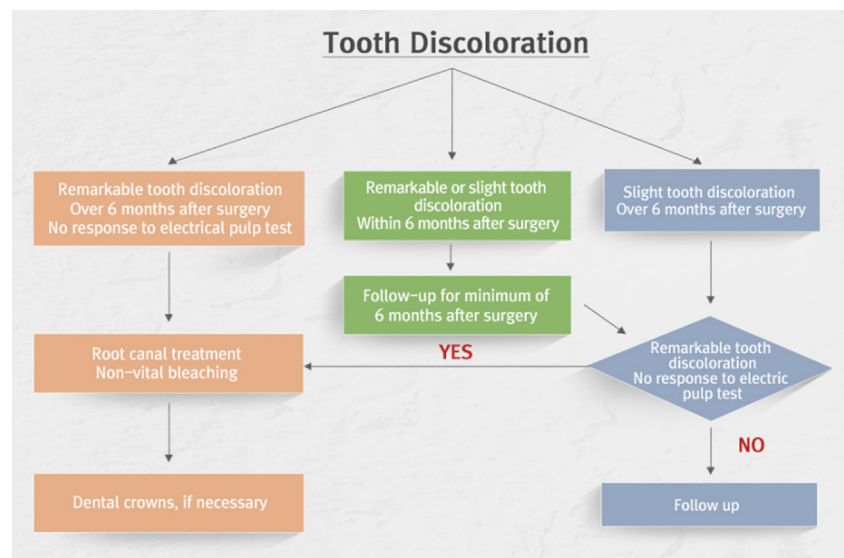 Tooth Discoloration
Remarkable tooth discoloration
Over 6 months after surgery
No response to electrical pulp test
Remarkable or slight tooth
discoloration
Within 6 months after surgery
Slight tooth discoloration
Over 6 months after surgery
Follow-up for minimum of
6 months after surgery
Root canal treatment
Non-vital bleaching
YES
Remarkable tooth
discoloration
No response to electric
pulp test
NO
Dental crowns, if necessary
Follow up